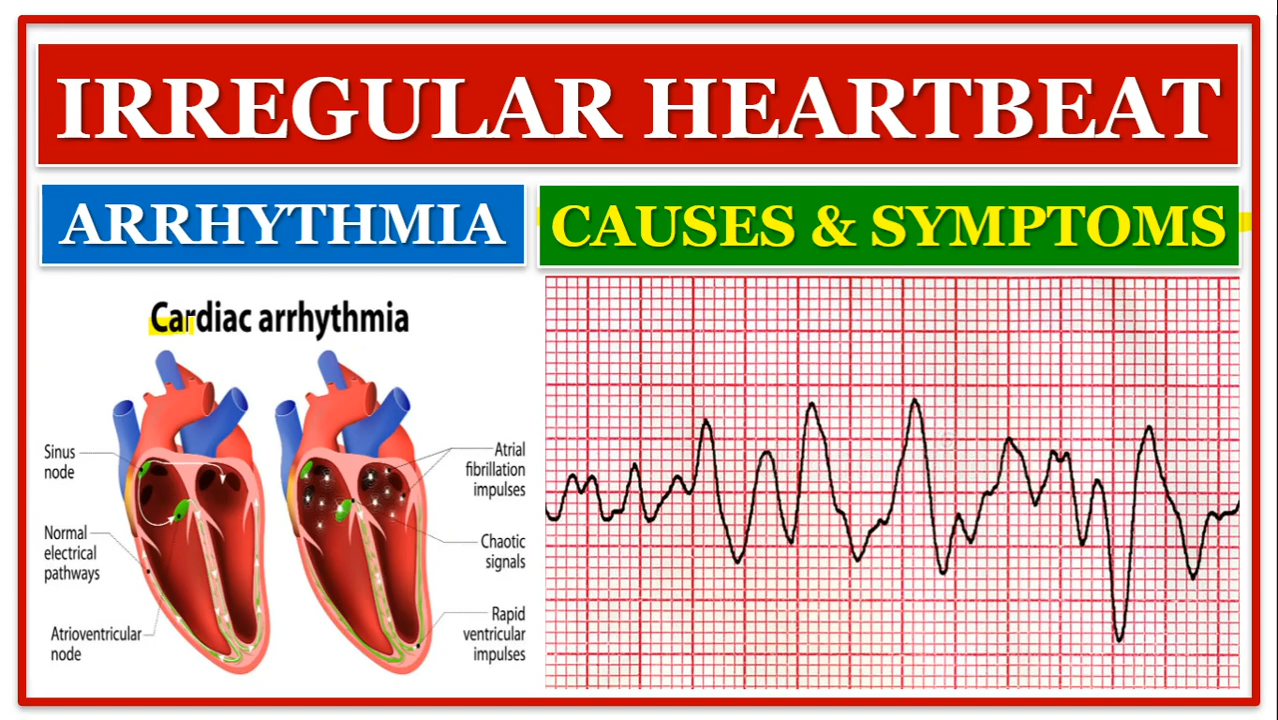 IRREGULAR HEARTBEAT
ARRHYTHMIA
CAUSES & SYMPTOMS
Cardiac arrhythmia
Sinus
node
Normal
electrical
pathways
Atrioventricular
node
Atrial
fibrillation
impulses
Chaotic
signals
Rapid
ventricular
impulses